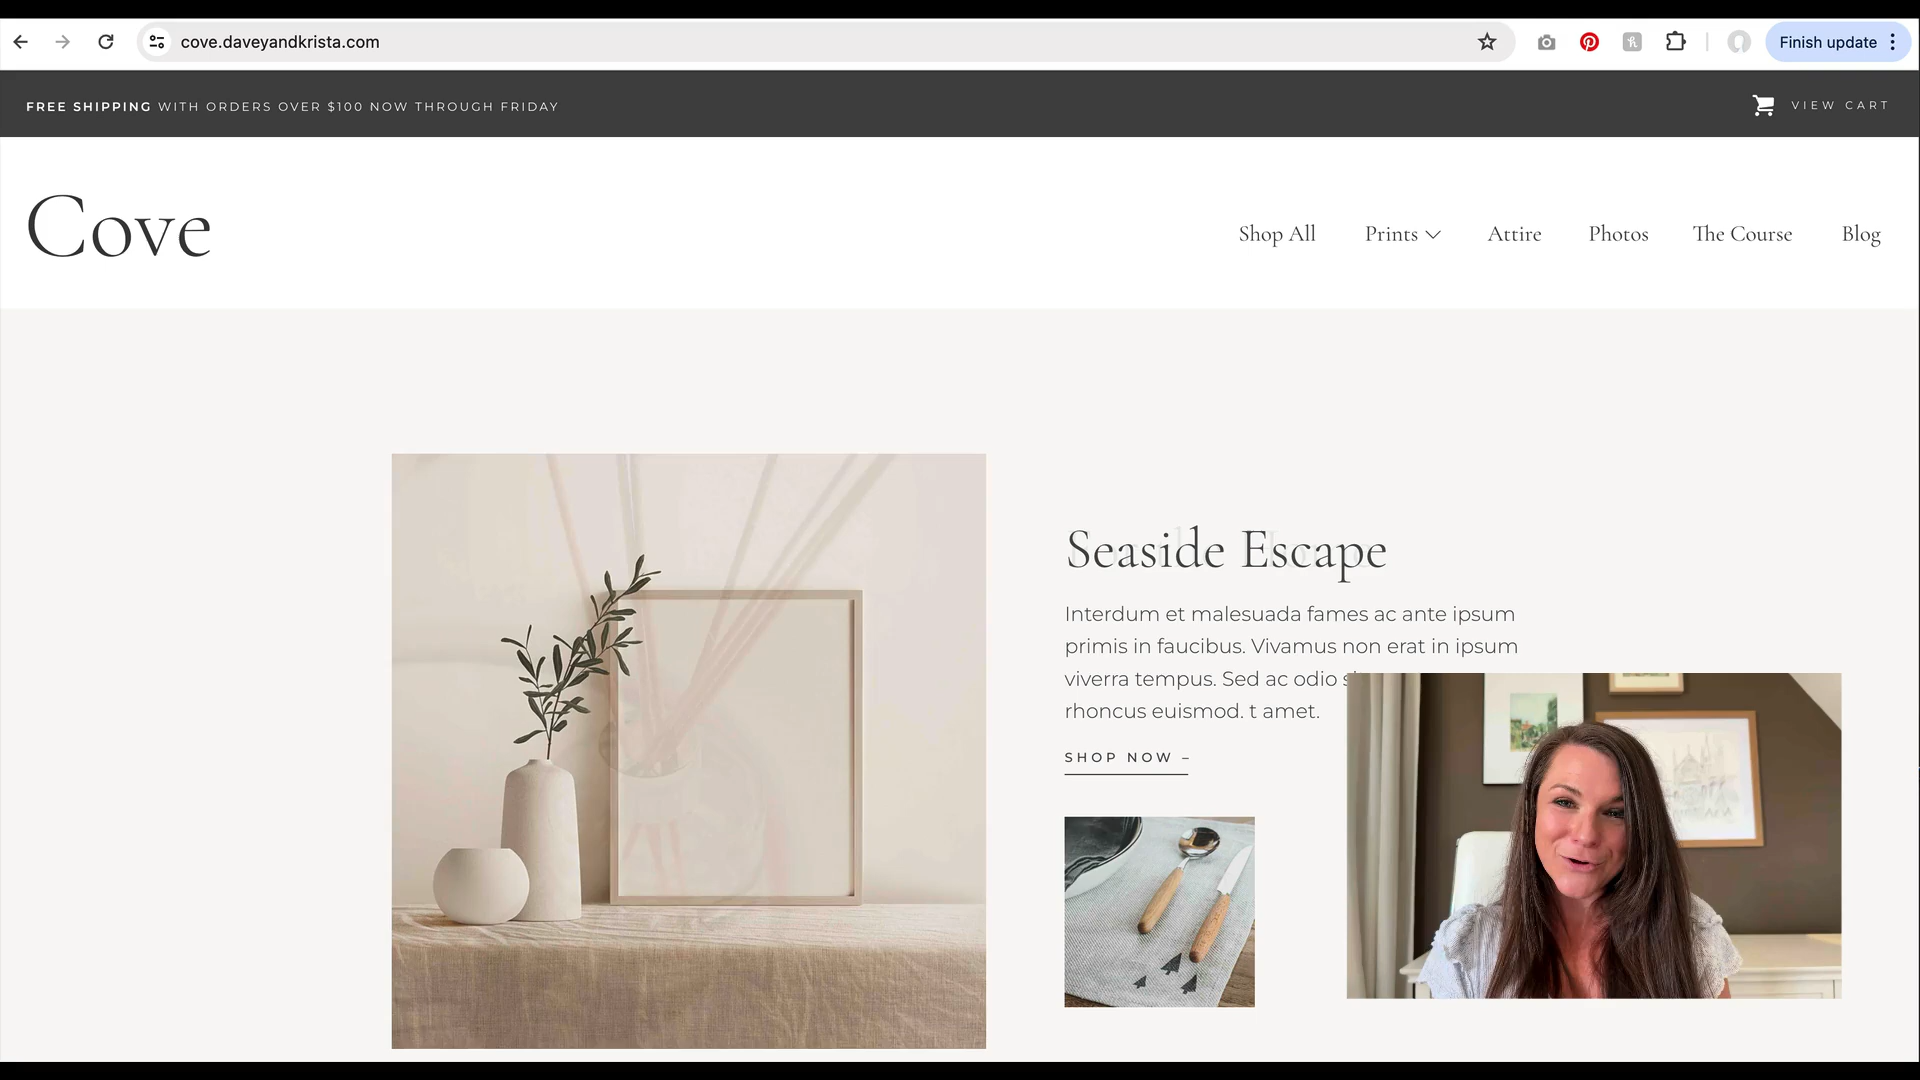 cove.daveyandkrista.com
Finish update
FREE SHIPPING WITH ORDERS OVER $100 NOW THROUGH FRIDAY
VIEW CART
Cove
Shop All
Prints
Attire
Photos
The Course
Blog
Seaside Escape
Interdum et malesuada fames ac ante ipsum
primis in faucibus. Vivamus non erat in ipsum
viverra tempus. Sed ac odio
rhoncus euismod. t amet.
SHOP NOW –